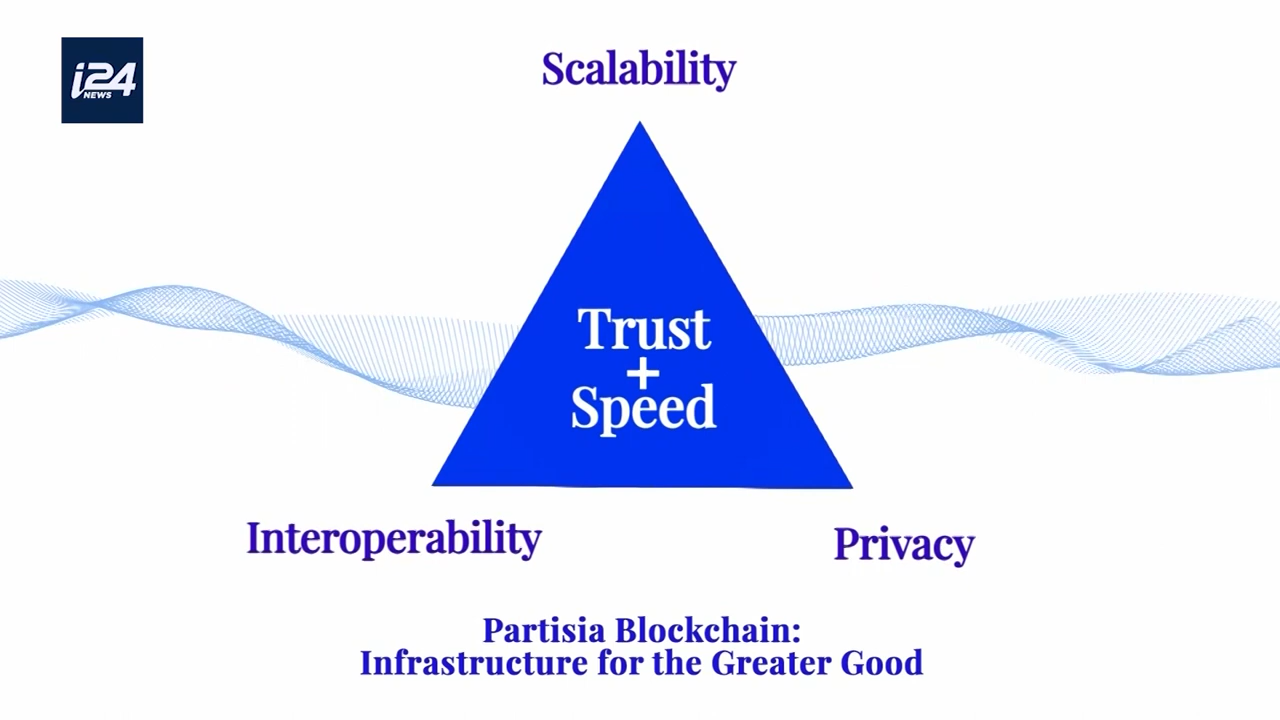 i24
NEWS
Scalability
Trust
+
Speed
Interoperability
Privacy
Partisia Blockchain:
Infrastructure for the Greater Good